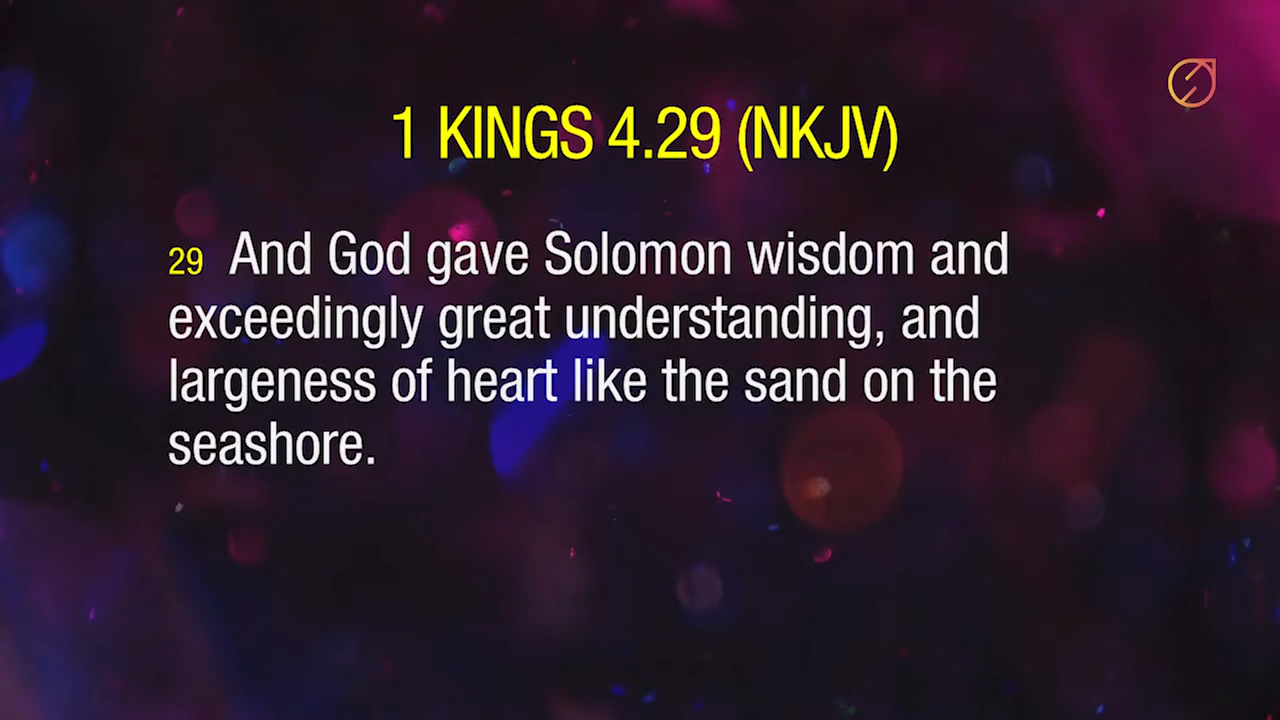 1 KINGS 4.29 (NKJV)
29 And God gave Solomon wisdom and
exceedingly great understanding, and
largeness of heart like the sand on the
seashore.